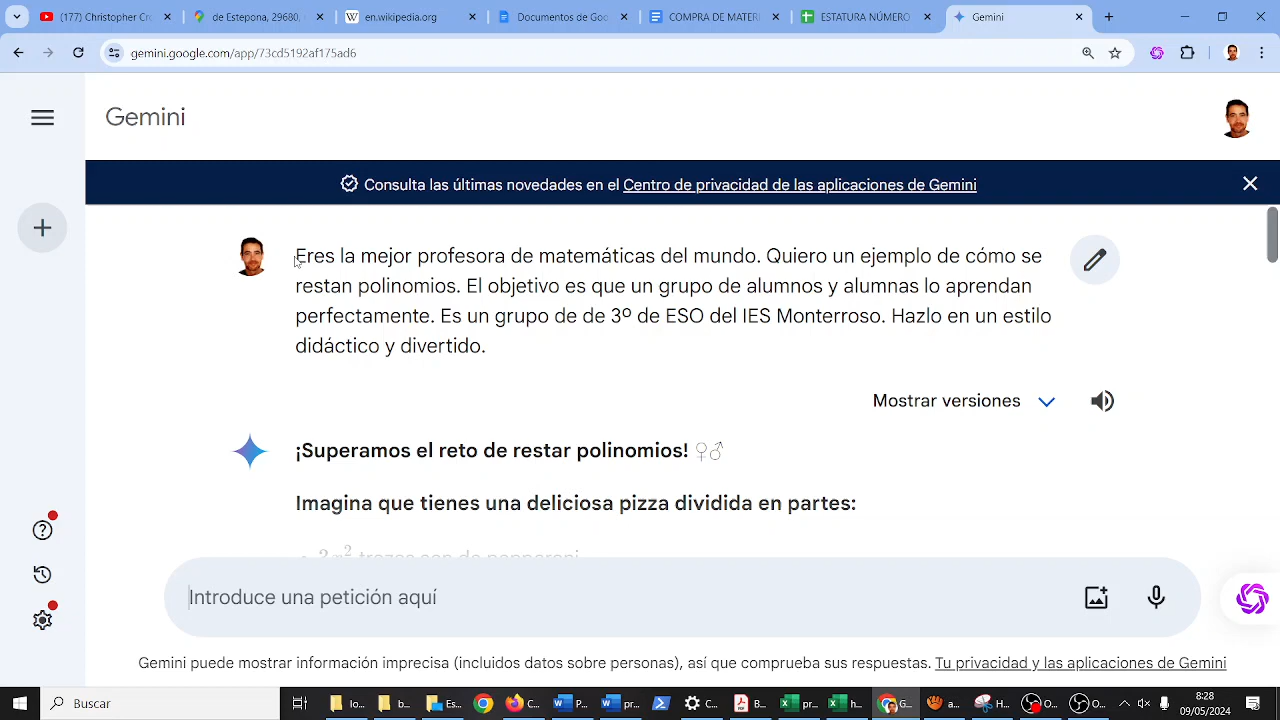 (177) Christopher Cr
de Estepona, 29680,
en.wikipedia.org
Documentos de Goo
COMPRA DE MATE
ESTATURA NÚMERO
Gemini
gemini.google.com/app/73cd5192af175ad6
Gemini
Consulta las últimas novedades en el Centro de privacidad de las aplicaciones de Gemini
Eres la mejor profesora de matemáticas del mundo. Quiero un ejemplo de cómo se
restan polinomios. El objetivo es que un grupo de alumnos y alumnas lo aprendan
perfectamente. Es un grupo de de 3º de ESO del IES Monterroso. Hazlo en un estilo
didáctico y divertido.
Mostrar versiones
¡Superamos el reto de restar polinomios! ♀♂
Imagina que tienes una deliciosa pizza dividida en partes:
trozos son de pepperoni
Introduce una petición aquí
Gemini puede mostrar información imprecisa (incluidos datos sobre personas), así que comprueba sus respuestas. Tu privacidad y las aplicaciones de Gemini
Buscar
8:28
09/05/2024